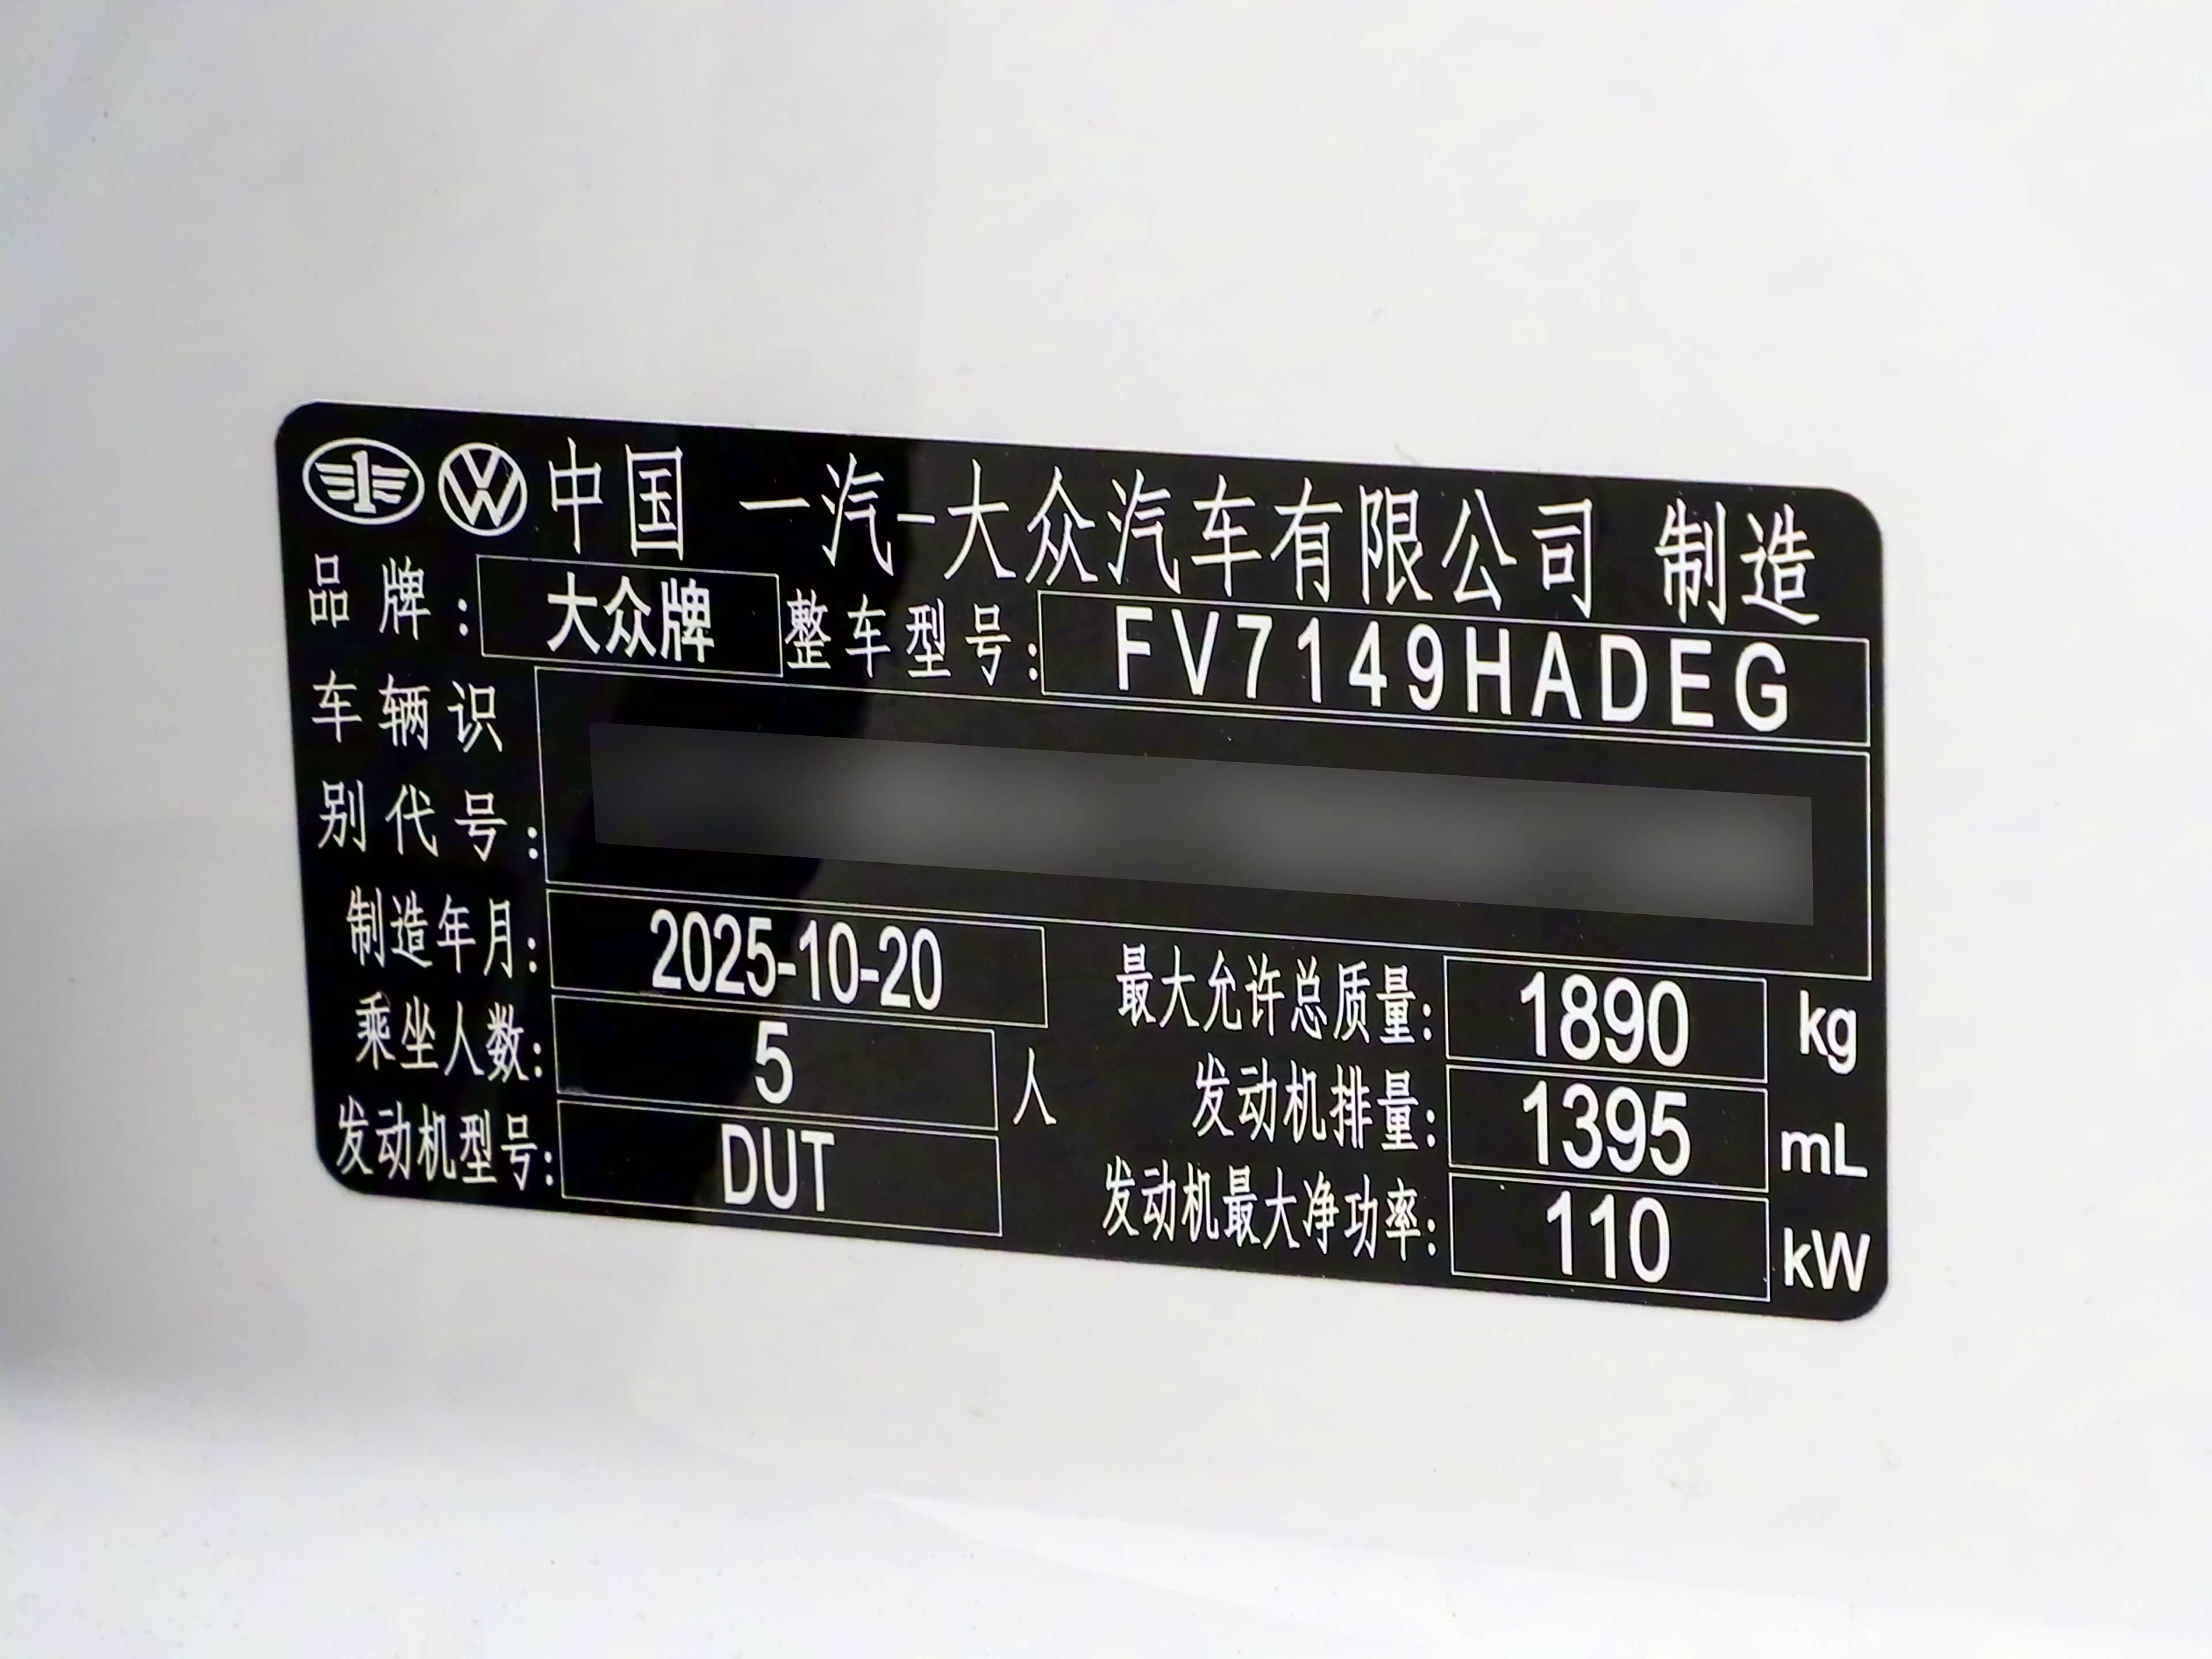 中国 一汽-大众汽车有限公司 制造
品牌: 大众牌 整车型号: FV7149HADEG
车辆识
别代号:
制造年月: 2025-10-20 最大允许总质量: 1890 kg
乘坐人数: 5 人 发动机排量: 1395 mL
发动机型号: DUT 发动机最大净功率: 110 kW